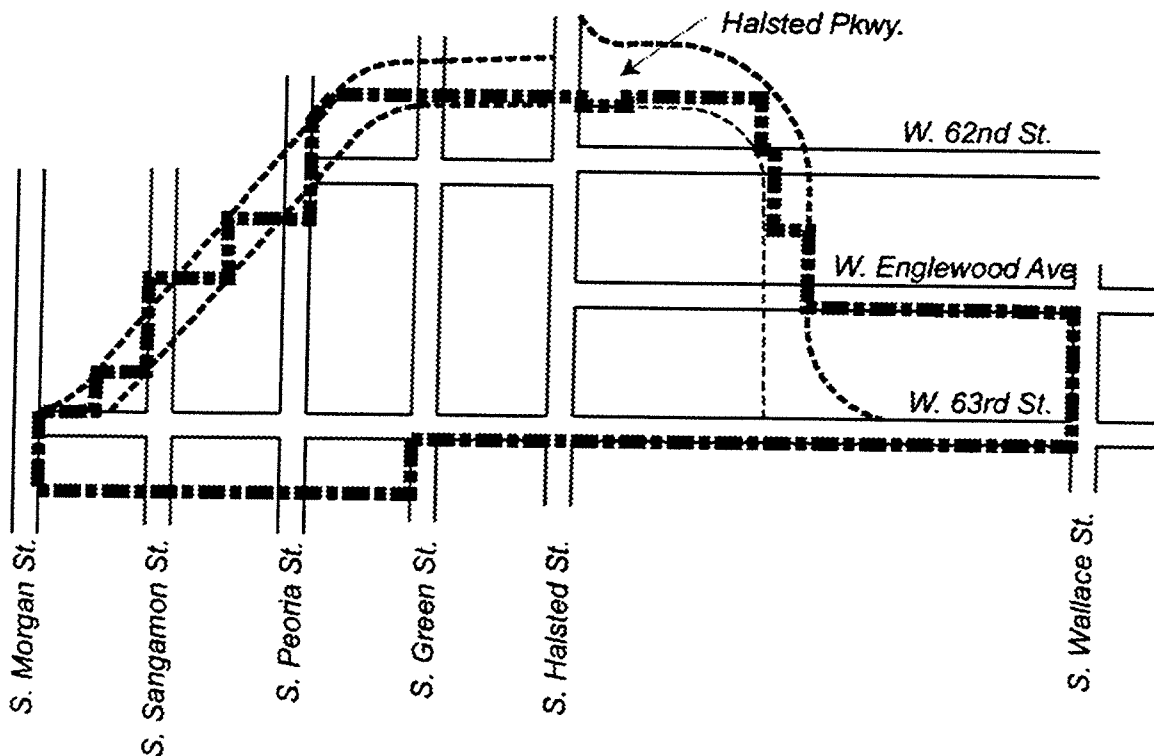 Halsted Pkwy.
W. 62nd St.
W. Englewood Ave
W. 63rd St.
S. Morgan St.
S. Sangamon St.
S. Peoria St.
S. Green St.
S. Halsted St.
S. Wallace St.